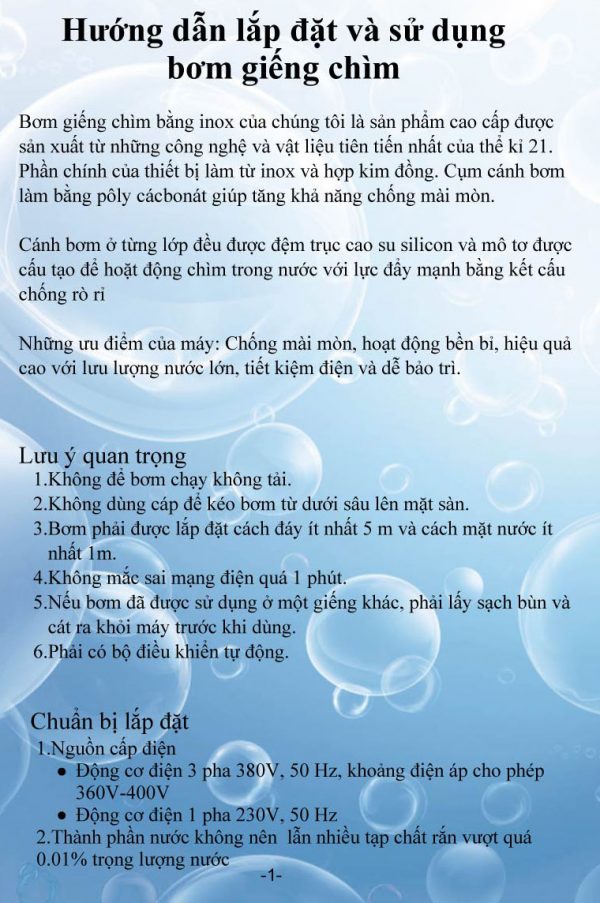 Hướng dẫn lắp đặt và sử dụng
bơm giếng chìm
Bơm giếng chìm bằng inox của chúng tôi là sản phẩm cao cấp được
sản xuất từ những công nghệ và vật liệu tiên tiến nhất của thể kỉ 21.
Phần chính của thiết bị làm từ inox và hợp kim đồng. Cụm cánh bơm
làm bằng pôly cácbonát giúp tăng khả năng chống mài mòn.
Cánh bơm ở từng lớp đều được đệm trục cao su silicon và mô tơ được
cấu tạo để hoặt động chìm trong nước với lực đẩy mạnh bằng kết cấu
chống rò rỉ
Những ưu điểm của máy: Chống mài mòn, hoạt động bền bỉ, hiệu quả
cao với lưu lượng nước lớn, tiết kiệm điện và dễ bảo trì.
Lưu ý quan trọng
1.Không để bơm chạy không tải.
2.Không dùng cáp để kéo bơm từ dưới sâu lên mặt sàn.
3.Bơm phải được lắp đặt cách đáy ít nhất 5 m và cách mặt nước ít
nhất 1m.
4.Không mắc sai mạng điện quá 1 phút.
5.Nếu bơm đã được sử dụng ở một giếng khác, phải lấy sạch bùn và
cát ra khỏi máy trước khi dùng.
6.Phải có bộ điều khiển tự động.
Chuẩn bị lắp đặt
1.Nguồn cấp điện
• Động cơ điện 3 pha 380V, 50 Hz, khoảng điện áp cho phép
360V-400V
• Động cơ điện 1 pha 230V, 50 Hz
2.Thành phần nước không nên lẫn nhiều tạp chất rắn vượt quá
0.01% trọng lượng nước
-1-